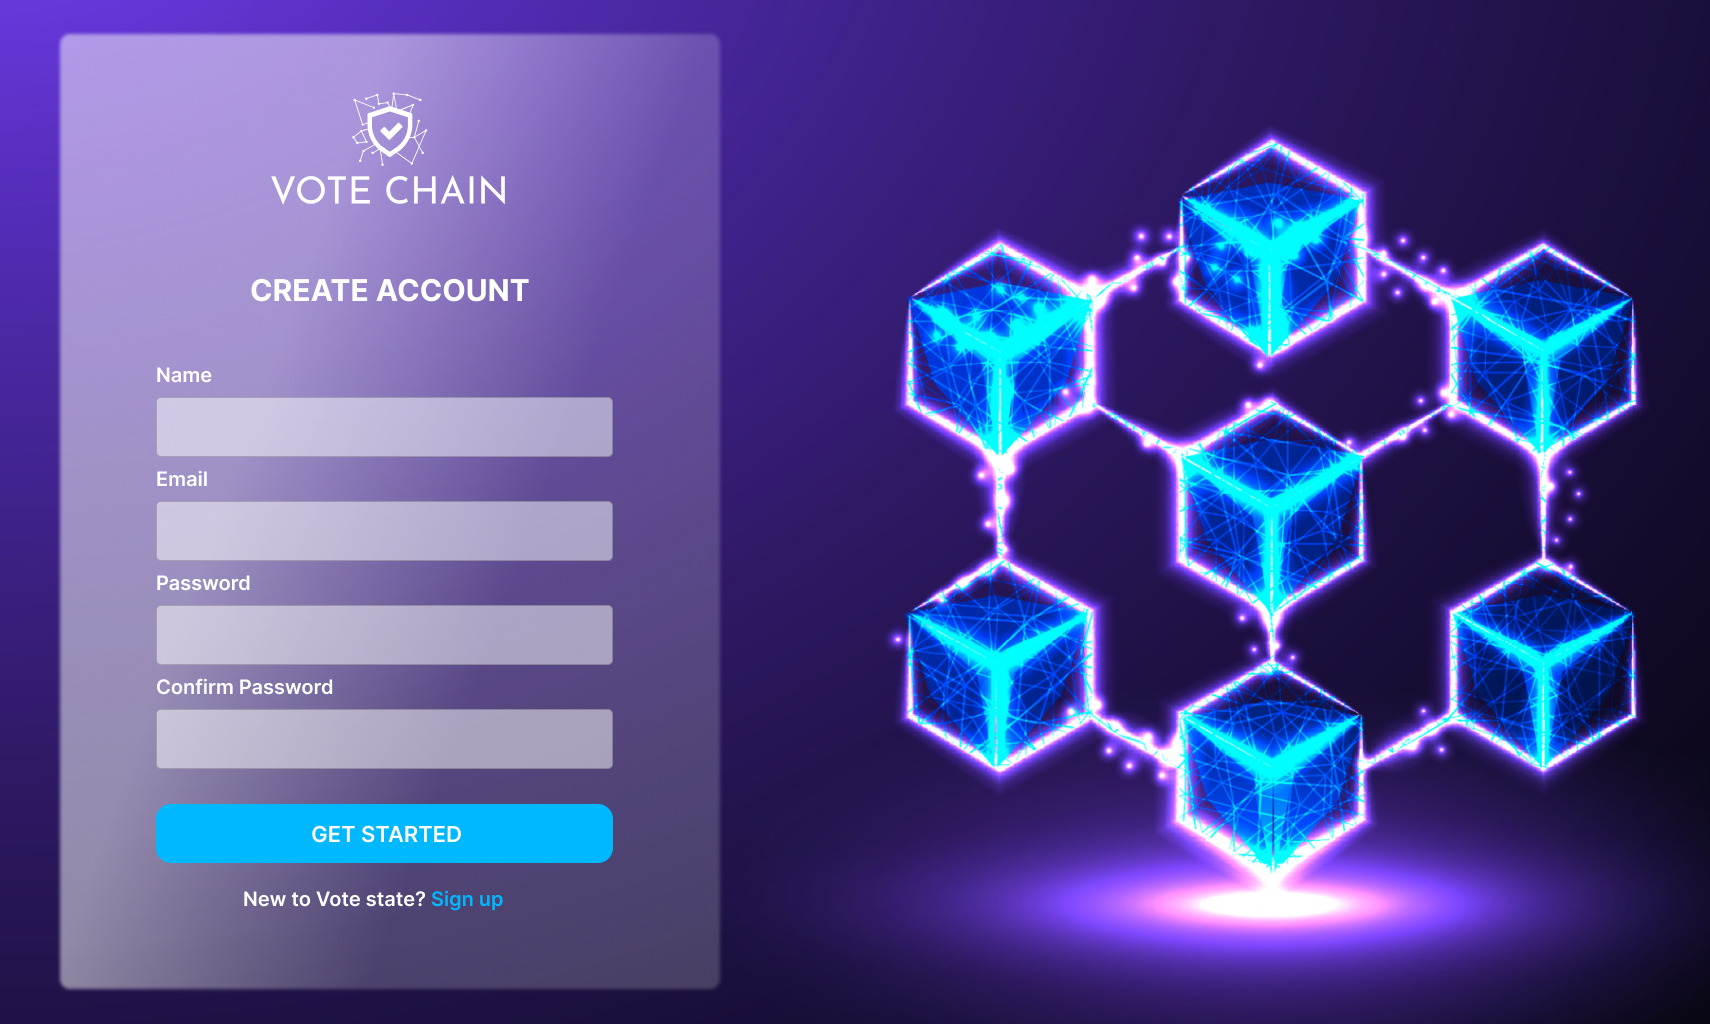 VOTE CHAIN
CREATE ACCOUNT
Name
Email
Password
Confirm Password
GET STARTED
New to Vote state? Sign up